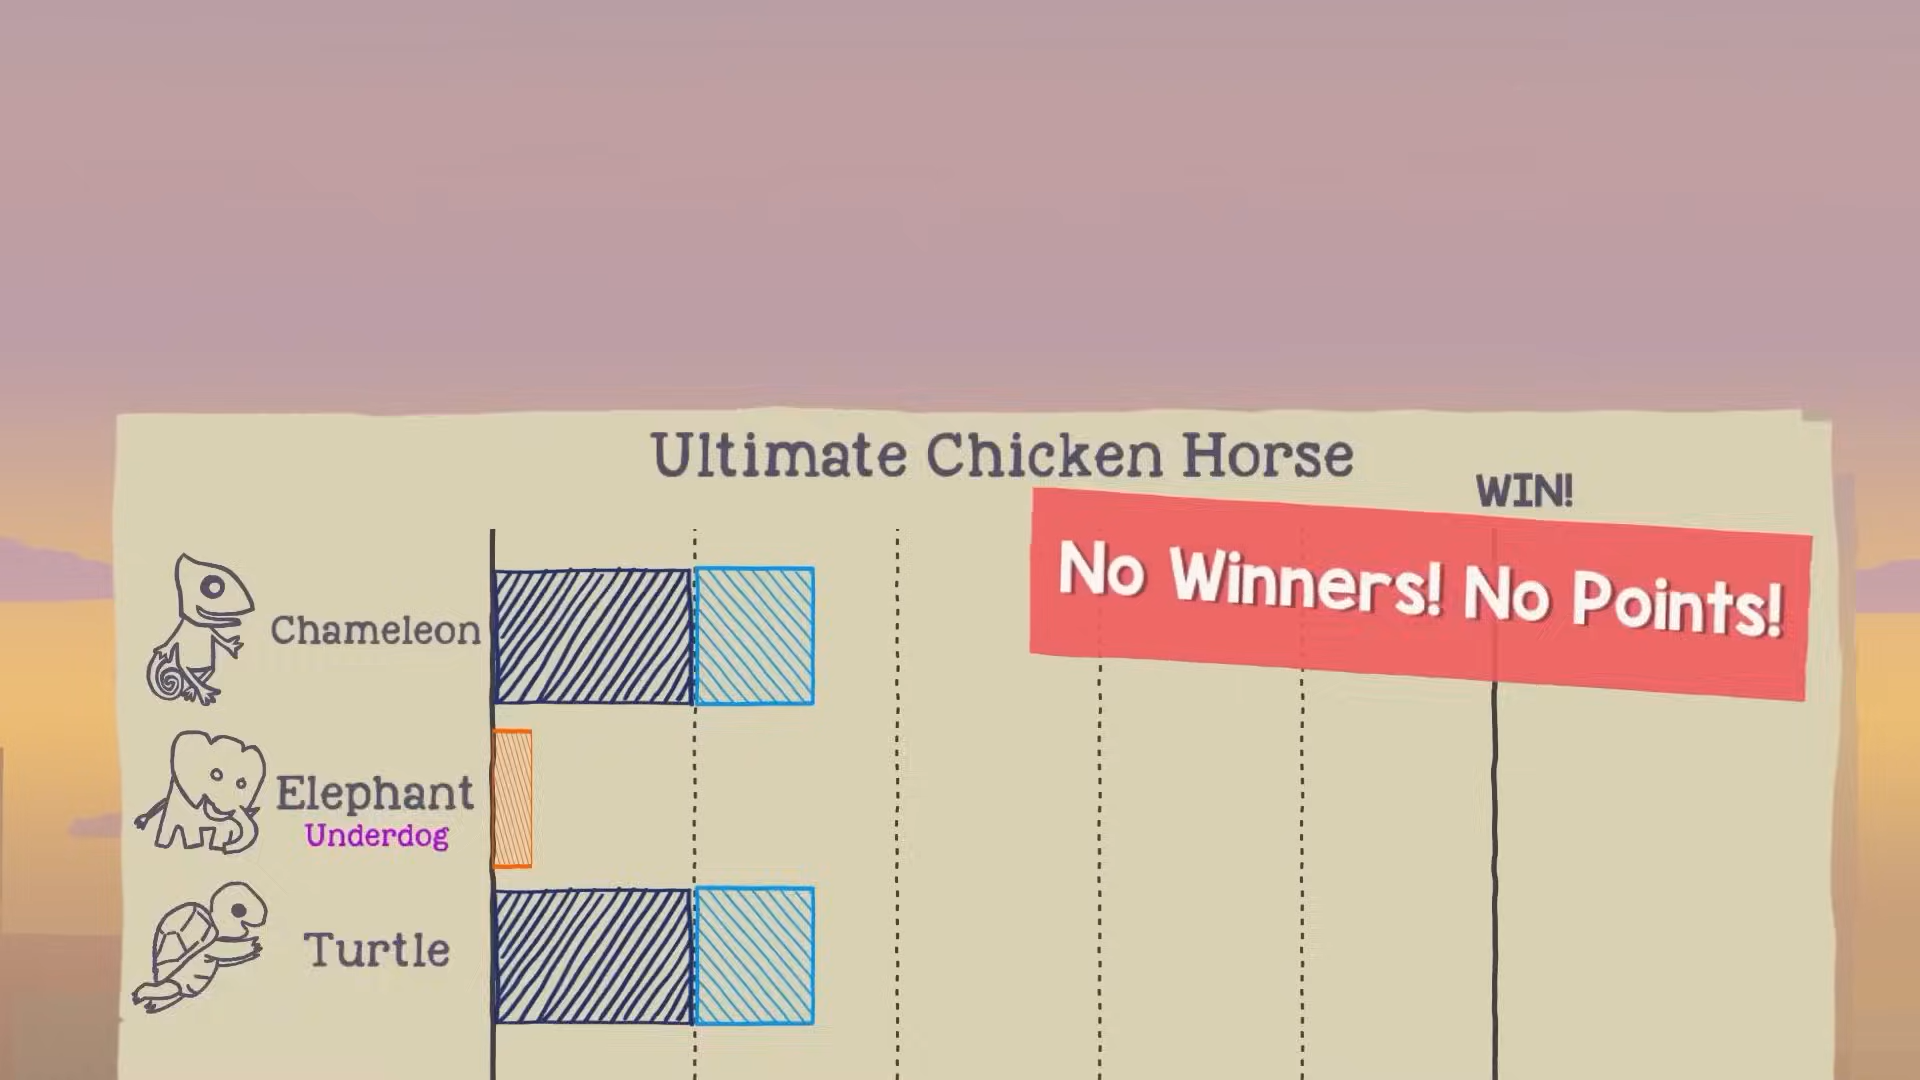 Ultimate Chicken Horse
WIN!
No Winners! No Points!
Chameleon
Elephant
Underdog
Turtle